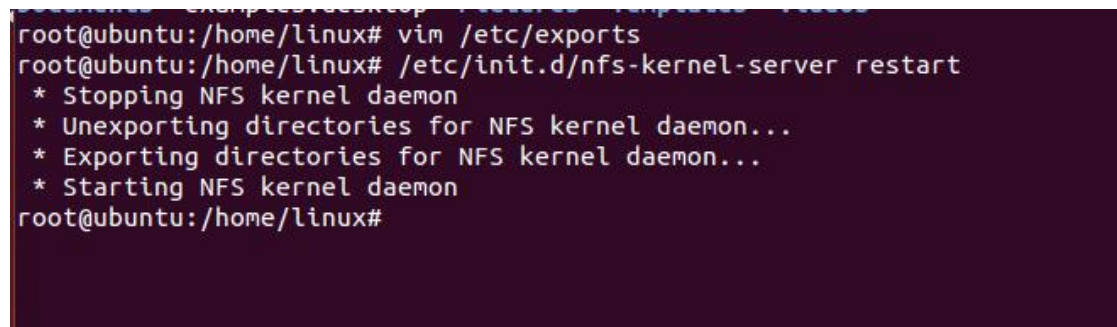 root@ubuntu:/home/linux# vim /etc/exports
root@ubuntu:/home/linux# /etc/init.d/nfs-kernel-server restart
 * Stopping NFS kernel daemon
 * Unexporting directories for NFS kernel daemon...
 * Exporting directories for NFS kernel daemon...
 * Starting NFS kernel daemon
root@ubuntu:/home/linux#